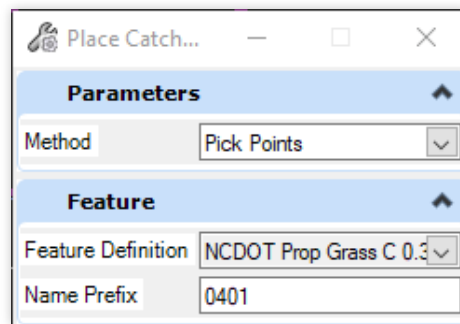 Place Catch...
Parameters
Method Pick Points
Feature
Feature Definition NCDOT Prop Grass C 0.3
Name Prefix 0401